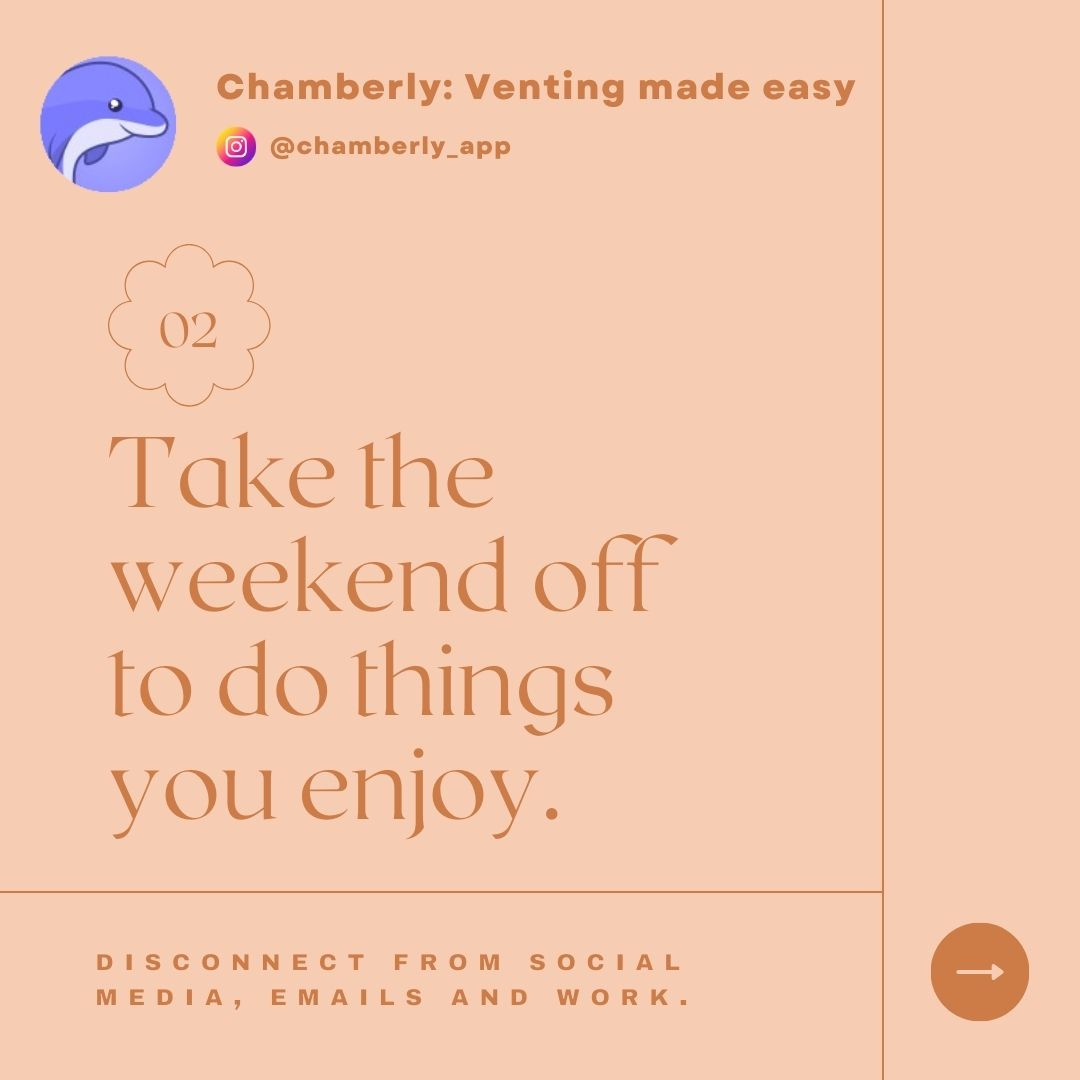 Chamberly: Venting made easy
@chamberly_app
02
Take the
weekend off
to do things
you enjoy.
DISCONNECT FROM SOCIAL
MEDIA, EMAILS AND WORK.